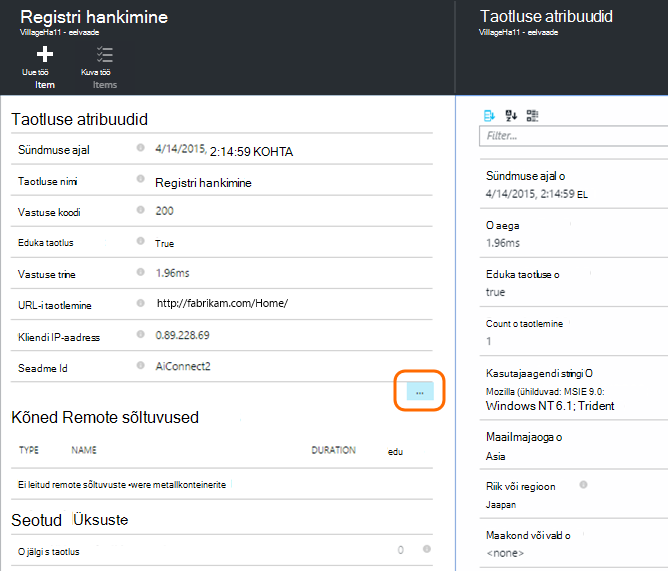 Registri hankimine
VillageHa11 - eelvaade
Uue töö
Item
Kuva töö
Items
Taotluse atribuudid
Sündmuse ajal 4/14/2015, 2:14:59 KOHTA
Taotluse nimi Registri hankimine
Vastuse koodi 200
Eduka taotlus True
Vastuse trine 1.96ms
URL-i taotlemine http://fabrikam.com/Home/
Kliendi IP-aadress 0.89.228.69
Seadme Id AiConnect2
...
Kõned Remote sõltuvused
TYPE NAME DURATION edu
Ei leitud remote sõltuvuste -were metallkonteinerite
Seotud Üksuste
O jälgi s taotlus 0
Taotluse atribuudid
VillageHa11 - eelvaade
Filter...
Sündmuse ajal o
4/14/2015, 2:14:59 EL
O aega
1.96ms
Eduka taotluse o
true
Count o taotlemine
1
Kasutajaagendi stringi O
Mozilla (ühilduvad: MSIE 9.0:
Windows NT 6.1; Trident
Maailmajaoga o
Asia
Riik või regioon
Jaapan
Maakond või vald o
<none>